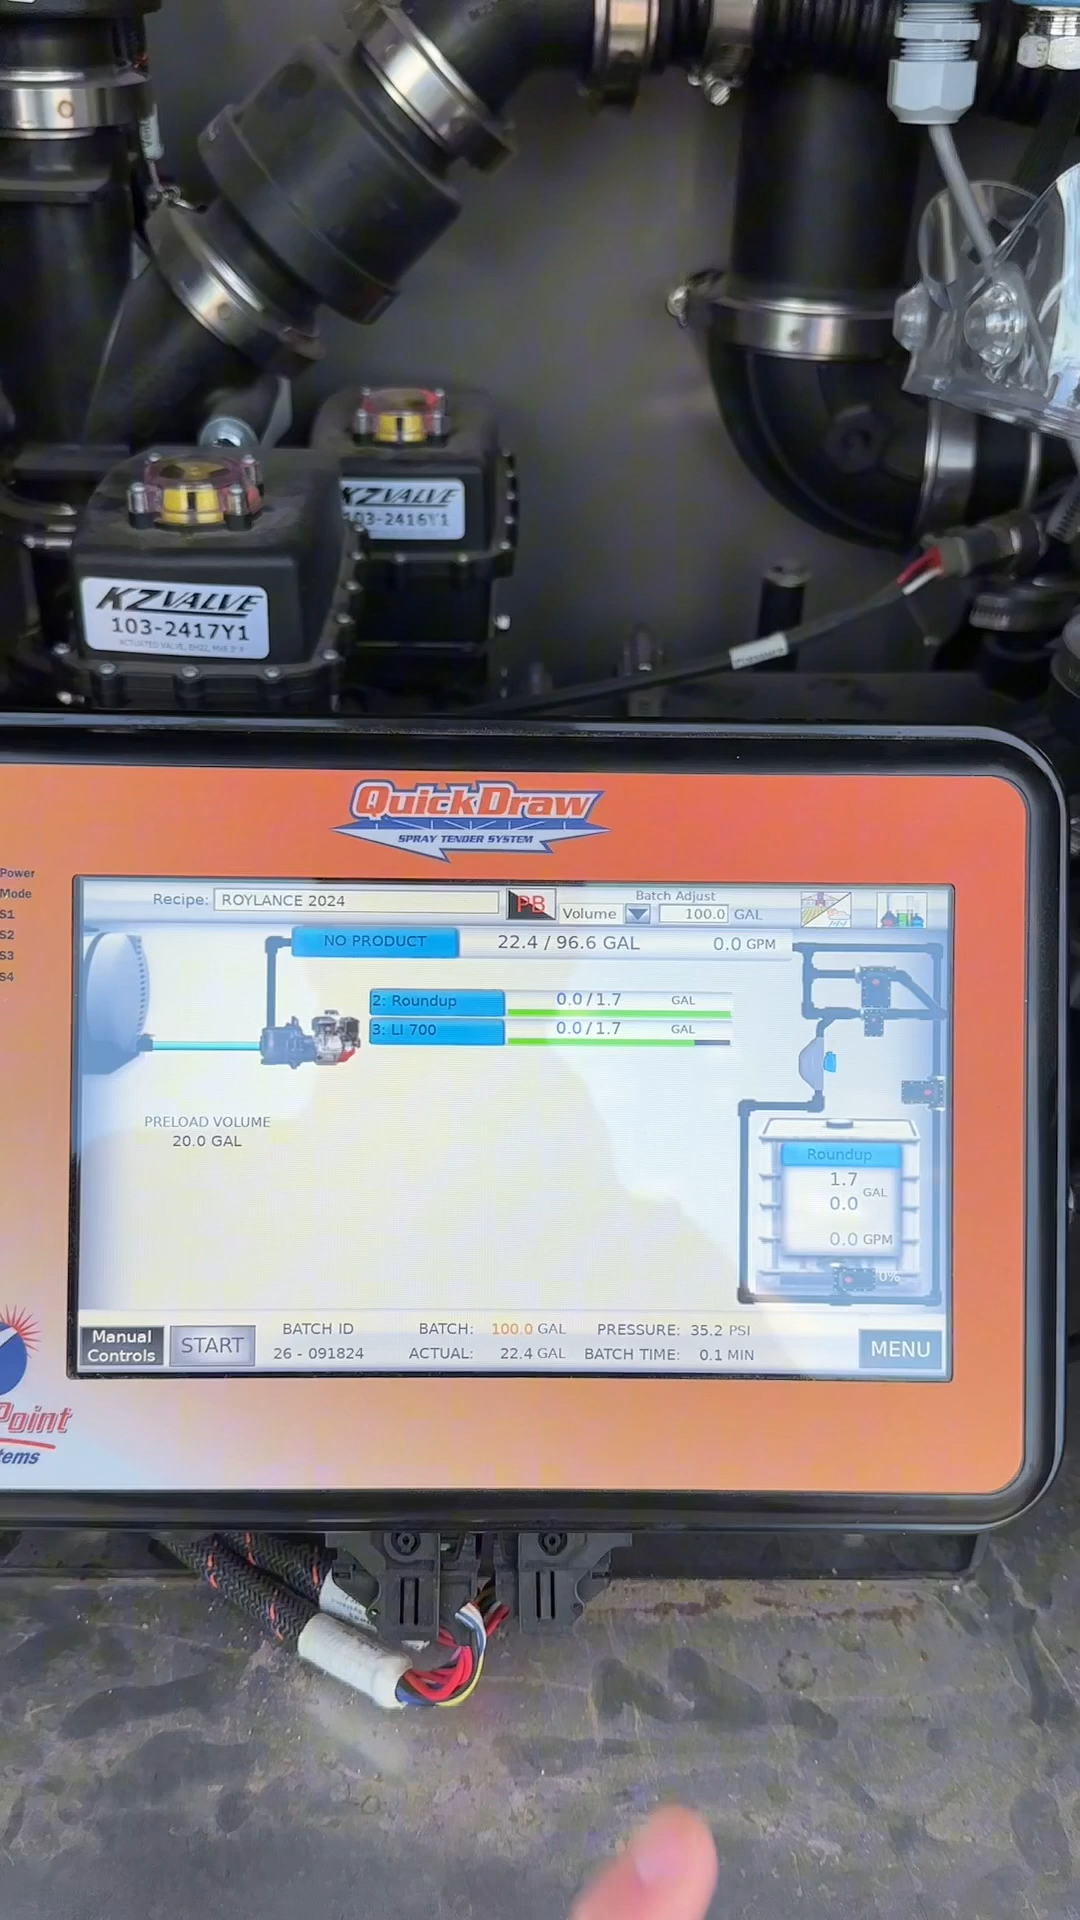 KZVALVE
103-2416Y1
KZVALVE
103-2417Y1
QuickDraw
SPRAY TENDER SYSTEM
Power
Mode
S1
S2
S3
S4
Recipe: ROYLANCE 2024
PB
Batch Adjust
Volume 100.0 GAL
NO PRODUCT 22.4 / 96.6 GAL 0.0 GPM
2: Roundup 0.0/1.7 GAL
3: LI 700 0.0/1.7 GAL
PRELOAD VOLUME
20.0 GAL
Roundup
1.7
GAL
0.0
0.0 GPM
0%
Manual
Controls
START
BATCH ID
26 - 091824
BATCH: 100.0 GAL
ACTUAL: 22.4 GAL
PRESSURE: 35.2 PSI
BATCH TIME: 0.1 MIN
MENU
Point
tems